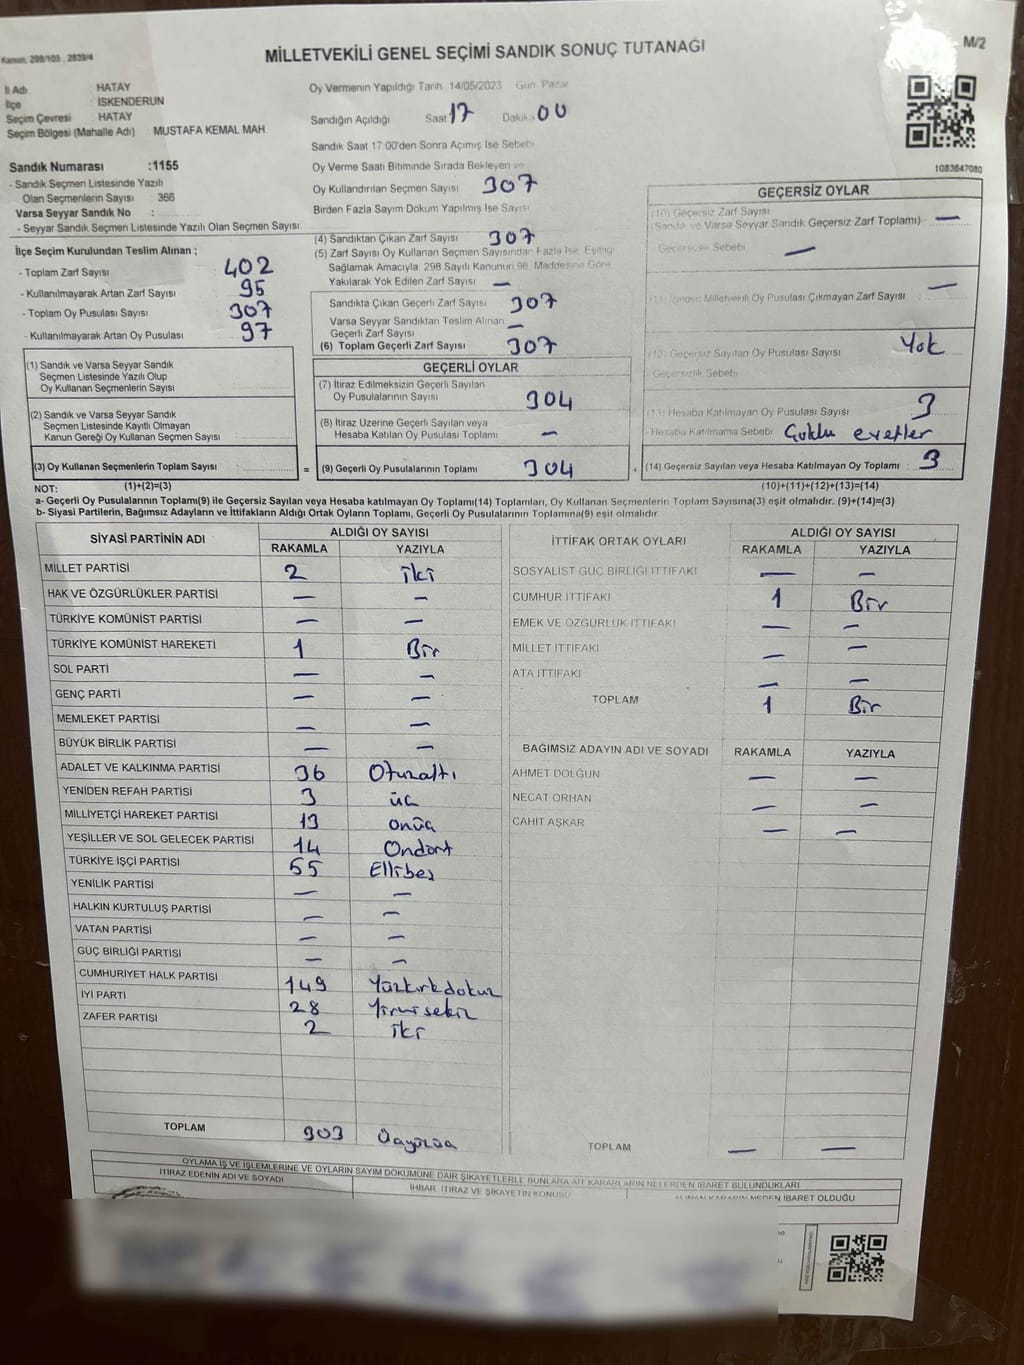 Kanun, 298/105 , 2839/4
MİLLETVEKİLİ GENEL SEÇİMİ SANDIK SONUÇ TUTANAĞI
M/2
İl Adı : HATAY
İlçe : İSKENDERUN
Seçim Çevresi : HATAY
Seçim Bölgesi (Mahalle Adı) : MUSTAFA KEMAL MAH
Sandık Numarası :1155
- Sandık Seçmen Listesinde Yazılı
Olan Seçmenlerin Sayısı : 366
Varsa Seyyar Sandık No :
- Seyyar Sandık Seçmen Listesinde Yazılı Olan Seçmen Sayısı
İlçe Seçim Kurulundan Teslim Alınan ;
- Toplam Zarf Sayısı : 402
- Kullanılmayarak Artan Zarf Sayısı : 95
- Toplam Oy Pusulası Sayısı : 307
- Kullanılmayarak Artan Oy Pusulası : 97
(1) Sandık ve Varsa Seyyar Sandık
Seçmen Listesinde Yazılı Olup
Oy Kullanan Seçmenlerin Sayısı
(2) Sandık ve Varsa Seyyar Sandık
Seçmen Listesinde Kayıtlı Olmayan
Kanun Gereği Oy Kullanan Seçmen Sayısı :
(3) Oy Kullanan Seçmenlerin Toplam Sayısı :
Oy Vermenin Yapıldığı Tarih 14/05/2023 Gün Pazar
Sandığın Açıldığı Saat 17 Dakika 00
Sandık Saat 17:00'den Sonra Açımış İse Sebebi
Oy Verme Saati Bitiminde Sırada Bekleyen ve
Oy Kullandırılan Seçmen Sayısı 307
Birden Fazla Sayım Döküm Yapılmış İse Sayısı
(4) Sandıktan Çıkan Zarf Sayısı 307
(5) Zarf Sayısı Oy Kullanan Seçmen Sayısından Fazla İse, Eşitliği
Sağlamak Amacıyla, 298 Sayılı Kanunun 98. Maddesine Göre
Yakılarak Yok Edilen Zarf Sayısı —
Sandıkta Çıkan Geçerli Zarf Sayısı 307
Varsa Seyyar Sandıktan Teslim Alınan
Geçerli Zarf Sayısı —
(6) Toplam Geçerli Zarf Sayısı 307
GEÇERLİ OYLAR
(7) İtiraz Edilmeksizin Geçerli Sayılan
Oy Pusulalarının Sayısı 304
(8) İtiraz Üzerine Geçerli Sayılan veya
Hesaba Katılan Oy Pusulası Toplamı —
= (9) Geçerli Oy Pusulalarının Toplamı 304
1083647080
GEÇERSİZ OYLAR
(10) Geçersiz Zarf Sayısı
(Sandık ve Varsa Seyyar Sandık Geçersiz Zarf Toplamı) - —
Geçersizlik Sebebi —
(11) İçinden Milletvekili Oy Pusulası Çıkmayan Zarf Sayısı : —
(12) Geçersiz Sayılan Oy Pusulası Sayısı : Yok
Geçersizlik Sebebi
(13) Hesaba Katılmayan Oy Pusulası Sayısı 3
- Hesaba Katılmama Sebebi Çoklu evetler
+ (14) Geçersiz Sayılan veya Hesaba Katılmayan Oy Toplamı : 3
NOT: (1)+(2)=(3) (10)+(11)+(12)+(13)=(14)
a- Geçerli Oy Pusulalarının Toplamı(9) ile Geçersiz Sayılan veya Hesaba katılmayan Oy Toplamı(14) Toplamları, Oy Kullanan Seçmenlerin Toplam Sayısına(3) eşit olmalıdır. (9)+(14)=(3)
b- Siyasi Partilerin, Bağımsız Adayların ve İttifakların Aldığı Ortak Oyların Toplamı, Geçerli Oy Pusulalarının Toplamına(9) eşit olmalıdır
SİYASİ PARTİNİN ADI ALDIĞI OY SAYISI
RAKAMLA YAZIYLA
MİLLET PARTİSİ 2 iki
HAK VE ÖZGÜRLÜKLER PARTİSİ — —
TÜRKİYE KOMÜNİST PARTİSİ — —
TÜRKİYE KOMÜNİST HAREKETİ 1 Bir
SOL PARTİ — —
GENÇ PARTİ — —
MEMLEKET PARTİSİ — —
BÜYÜK BİRLİK PARTİSİ — —
ADALET VE KALKINMA PARTİSİ 36 Otuzaltı
YENİDEN REFAH PARTİSİ 3 üç
MİLLİYETÇİ HAREKET PARTİSİ 13 onüç
YEŞİLLER VE SOL GELECEK PARTİSİ 14 Ondört
TÜRKİYE İŞÇİ PARTİSİ 55 Ellibeş
YENİLİK PARTİSİ — —
HALKIN KURTULUŞ PARTİSİ — —
VATAN PARTİSİ — —
GÜÇ BİRLİĞİ PARTİSİ — —
CUMHURİYET HALK PARTİSİ 149 Yüzkırkdokuz
İYİ PARTİ 28 Yirmisekiz
ZAFER PARTİSİ 2 iki
TOPLAM 303 Üçyüzüç
İTTİFAK ORTAK OYLARI ALDIĞI OY SAYISI
RAKAMLA YAZIYLA
SOSYALİST GÜÇ BİRLİĞİ İTTİFAKI — —
CUMHUR İTTİFAKI 1 Bir
EMEK VE ÖZGÜRLÜK İTTİFAKI — —
MİLLET İTTİFAKI — —
ATA İTTİFAKI — —
TOPLAM 1 Bir
BAĞIMSIZ ADAYIN ADI VE SOYADI RAKAMLA YAZIYLA
AHMET DOLĞUN — —
NECAT ORHAN — —
CAHİT AŞKAR — —
TOPLAM — —
OYLAMA İŞ VE İŞLEMLERİNE VE OYLARIN SAYIM DÖKÜMÜNE DAİR ŞİKAYETLERLE BUNLARA AİT KARARLARIN NELERDEN İBARET BULUNDUKLARI
İTİRAZ EDENİN ADI VE SOYADI İHBAR, İTİRAZ VE ŞİKAYETİN KONUSU ALINAN KARARIN NEDEN İBARET OLDUĞU